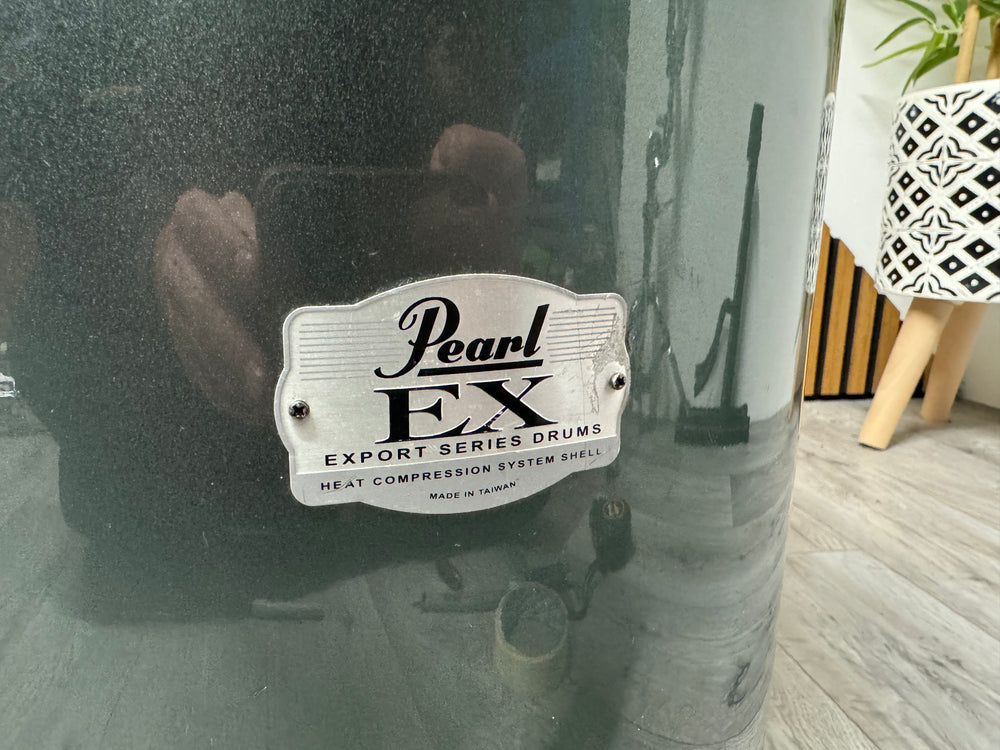 Pearl
EX
EXPORT SERIES DRUMS
HEAT COMPRESSION SYSTEM SHELL
MADE IN TAIWAN